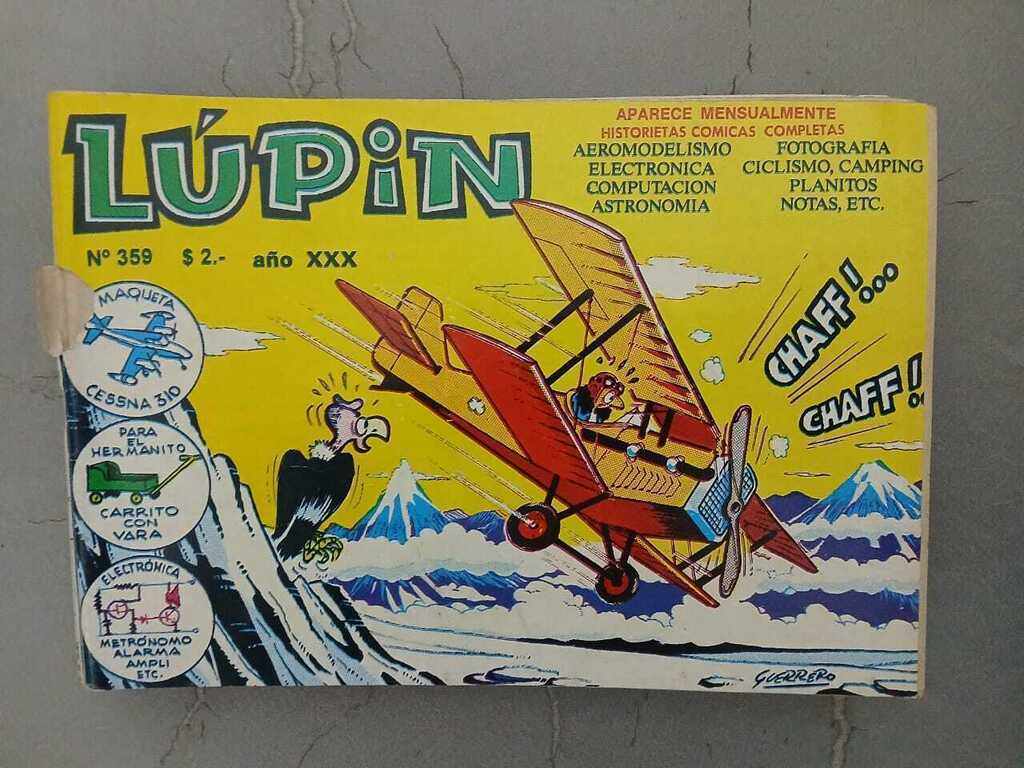 LÚPiN
APARECE MENSUALMENTE
HISTORIETAS COMICAS COMPLETAS
AEROMODELISMO
ELECTRONICA
COMPUTACION
ASTRONOMIA
FOTOGRAFIA
CICLISMO, CAMPING
PLANITOS
NOTAS, ETC.
Nº 359 $ 2.- año XXX
MAQUETA
CESSNA 310
PARA
EL
HERMANITO
CARRITO
CON
VARA
ELECTRÓNICA
METRÓNOMO
ALARMA
AMPLI
ETC.
CHAFF!...
CHAFF!..
GUERRERO